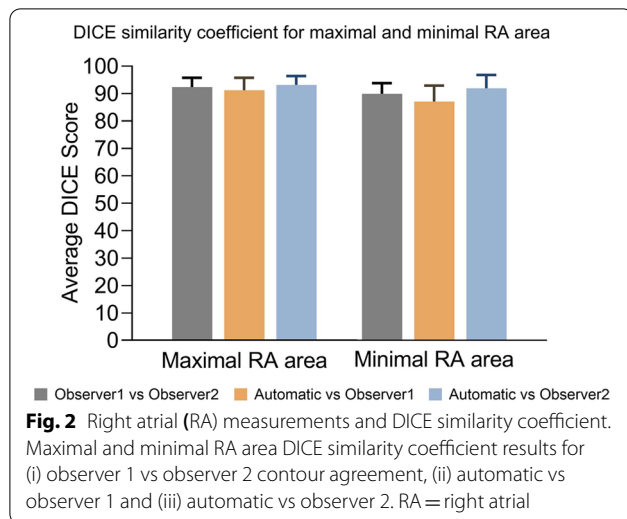 DICE similarity coefficient for maximal and minimal RA area
Average DICE Score
100
90
80
70
60
50
40
30
20
10
0
Maximal RA area Minimal RA area
Observer1 vs Observer2 Automatic vs Observer1 Automatic vs Observer2
Fig. 2 Right atrial (RA) measurements and DICE similarity coefficient.
Maximal and minimal RA area DICE similarity coefficient results for
(i) observer 1 vs observer 2 contour agreement, (ii) automatic vs
observer 1 and (iii) automatic vs observer 2. RA = right atrial